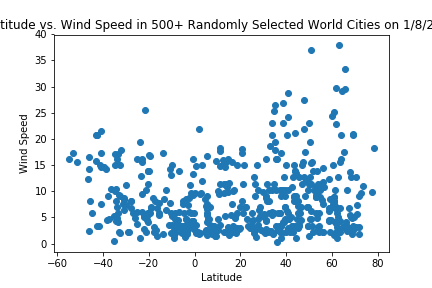 titude vs. Wind Speed in 500+ Randomly Selected World Cities on 1/8/2
40
35
30
25
20
15
10
5
0
Wind Speed
−60 −40 −20 0 20 40 60 80
Latitude